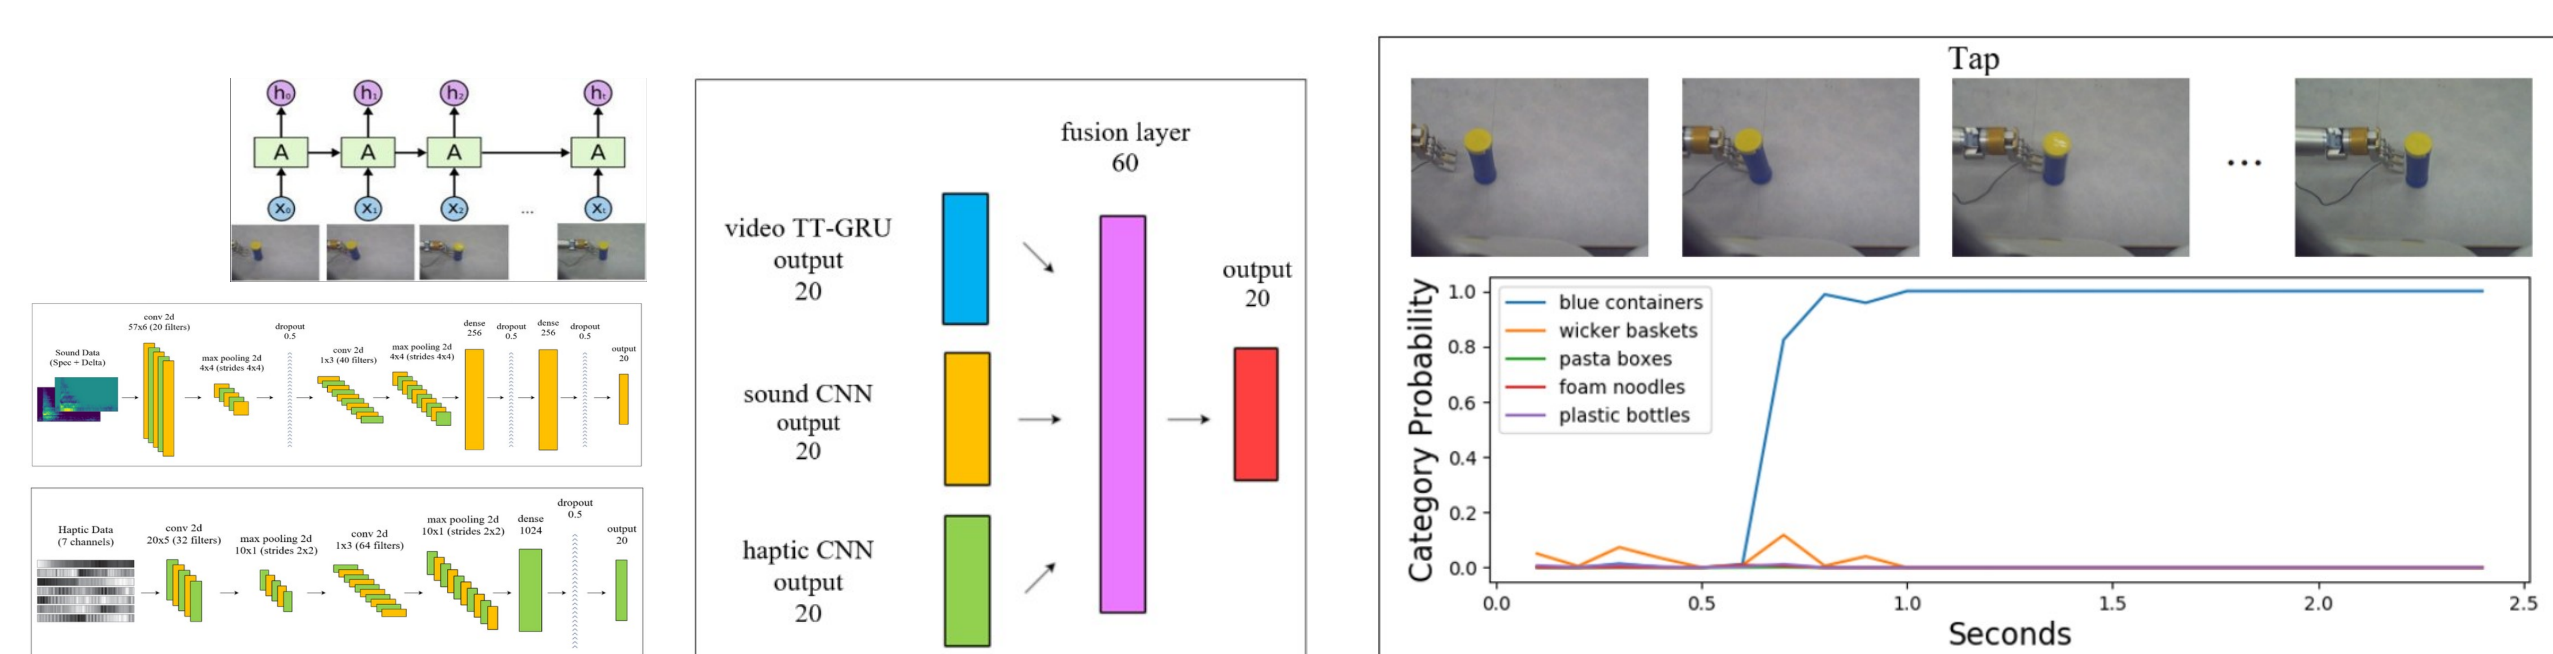 h₀ h₁ h₂ hₜ
A A A A
x₀ x₁ x₂ ... xₜ
Sound Data
(Spec + Delta)
conv 2d
57x6 (20 filters)
max pooling 2d
4x4 (strides 4x4)
dropout
0.5
conv 2d
1x3 (40 filters)
max pooling 2d
4x4 (strides 4x4)
dense
256
dropout
0.5
dense
256
dropout
0.5
output
20
Haptic Data
(7 channels)
conv 2d
20x5 (32 filters)
max pooling 2d
10x1 (strides 2x2)
conv 2d
1x3 (64 filters)
max pooling 2d
10x1 (strides 2x2)
dense
1024
dropout
0.5
output
20
video TT-GRU
output
20
sound CNN
output
20
haptic CNN
output
20
fusion layer
60
output
20
Tap
...
Category Probability
1.0
0.8
0.6
0.4
0.2
0.0
blue containers
wicker baskets
pasta boxes
foam noodles
plastic bottles
0.0 0.5 1.0 1.5 2.0 2.5
Seconds